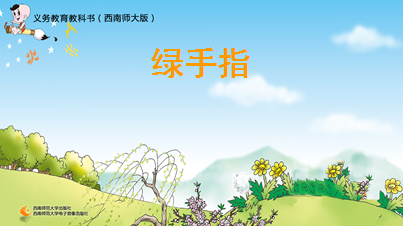 义务教育教科书（西南师大版）
绿手指
西南师范大学出版社
西南师范大学电子音像出版社